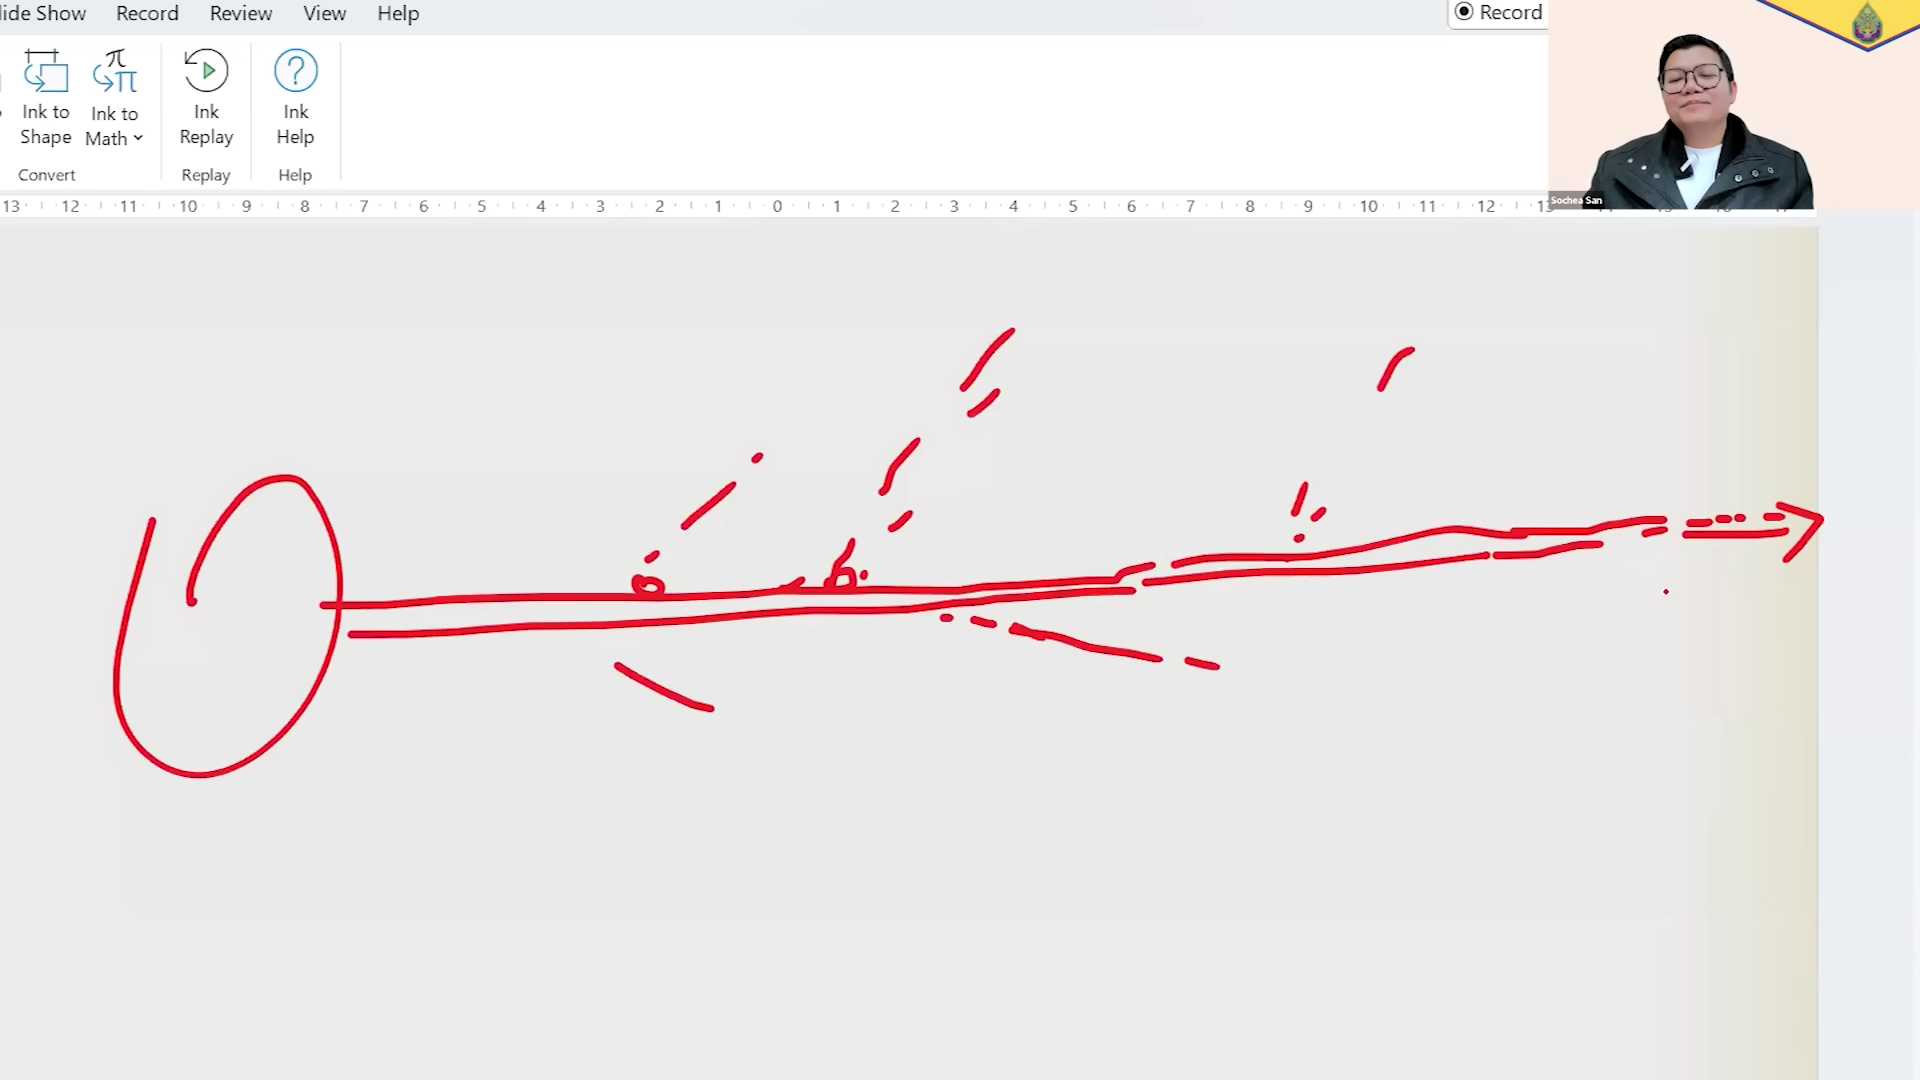 lide Show Record Review View Help
Record
Ink to Shape
Ink to Math
Ink Replay
Ink Help
Convert Replay Help
13 12 11 10 9 8 7 6 5 4 3 2 1 0 1 2 3 4 5 6 7 8 9 10 11 12 13
Sochea San